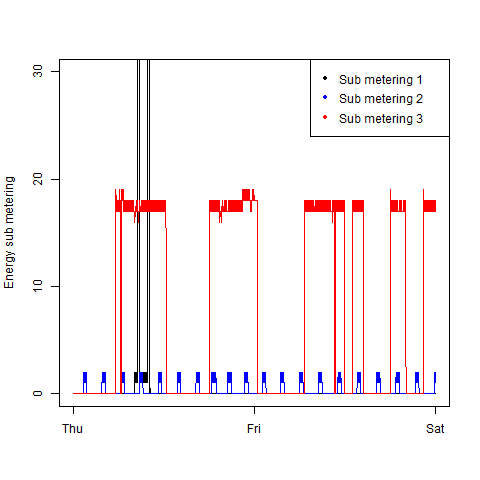 Energy sub metering
30
20
10
0
Sub metering 1
Sub metering 2
Sub metering 3
Thu
Fri
Sat